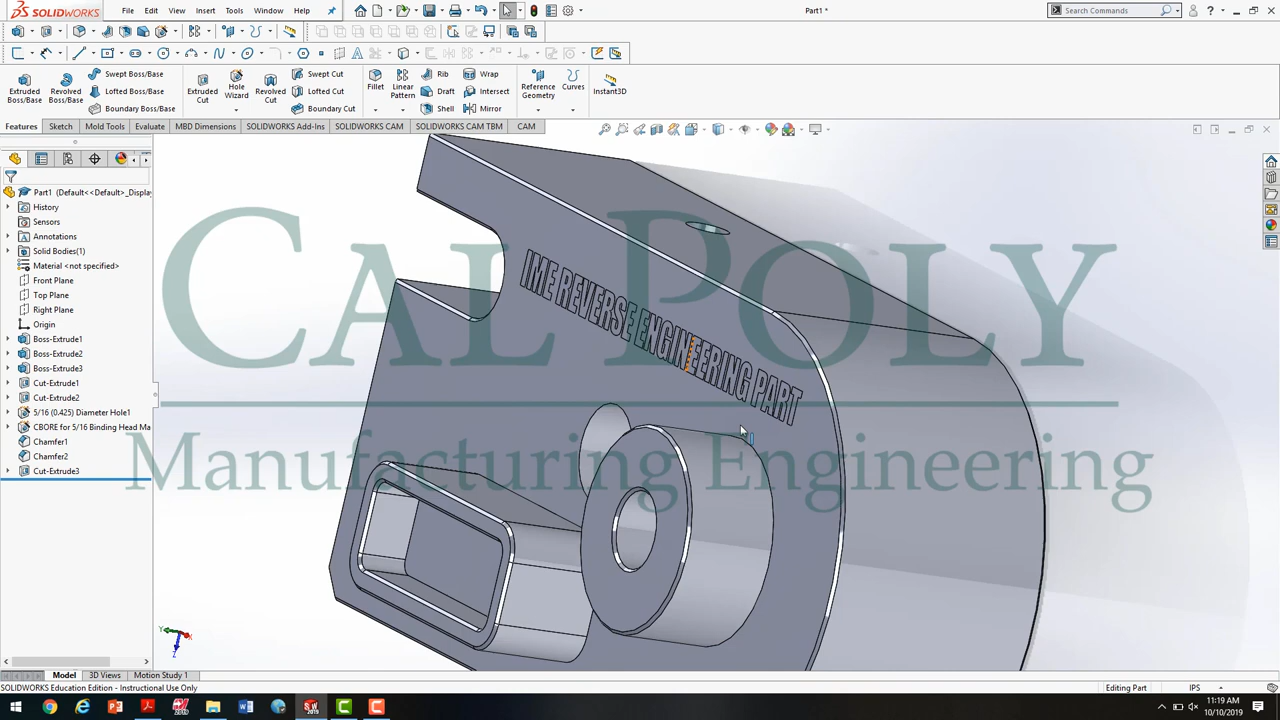 SOLIDWORKS File Edit View Insert Tools Window Help Part1 * Search Commands
Extruded Boss/Base Revolved Boss/Base Swept Boss/Base Lofted Boss/Base Boundary Boss/Base Extruded Cut Hole Wizard Revolved Cut Swept Cut Lofted Cut Boundary Cut Fillet Linear Pattern Rib Draft Shell Wrap Intersect Mirror Reference Geometry Curves Instant3D
Features Sketch Mold Tools Evaluate MBD Dimensions SOLIDWORKS Add-Ins SOLIDWORKS CAM SOLIDWORKS CAM TBM CAM
Part1 (Default<<Default>_Display
History
Sensors
Annotations
Solid Bodies(1)
Material <not specified>
Front Plane
Top Plane
Right Plane
Origin
Boss-Extrude1
Boss-Extrude2
Boss-Extrude3
Cut-Extrude1
Cut-Extrude2
5/16 (0.425) Diameter Hole1
CBORE for 5/16 Binding Head Ma
Chamfer1
Chamfer2
Cut-Extrude3
IME REVERSE ENGINEERING PART
CAL POLY
Manufacturing Engineering
Y X Z
Model 3D Views Motion Study 1
SOLIDWORKS Education Edition - Instructional Use Only Editing Part IPS
11:19 AM
10/10/2019